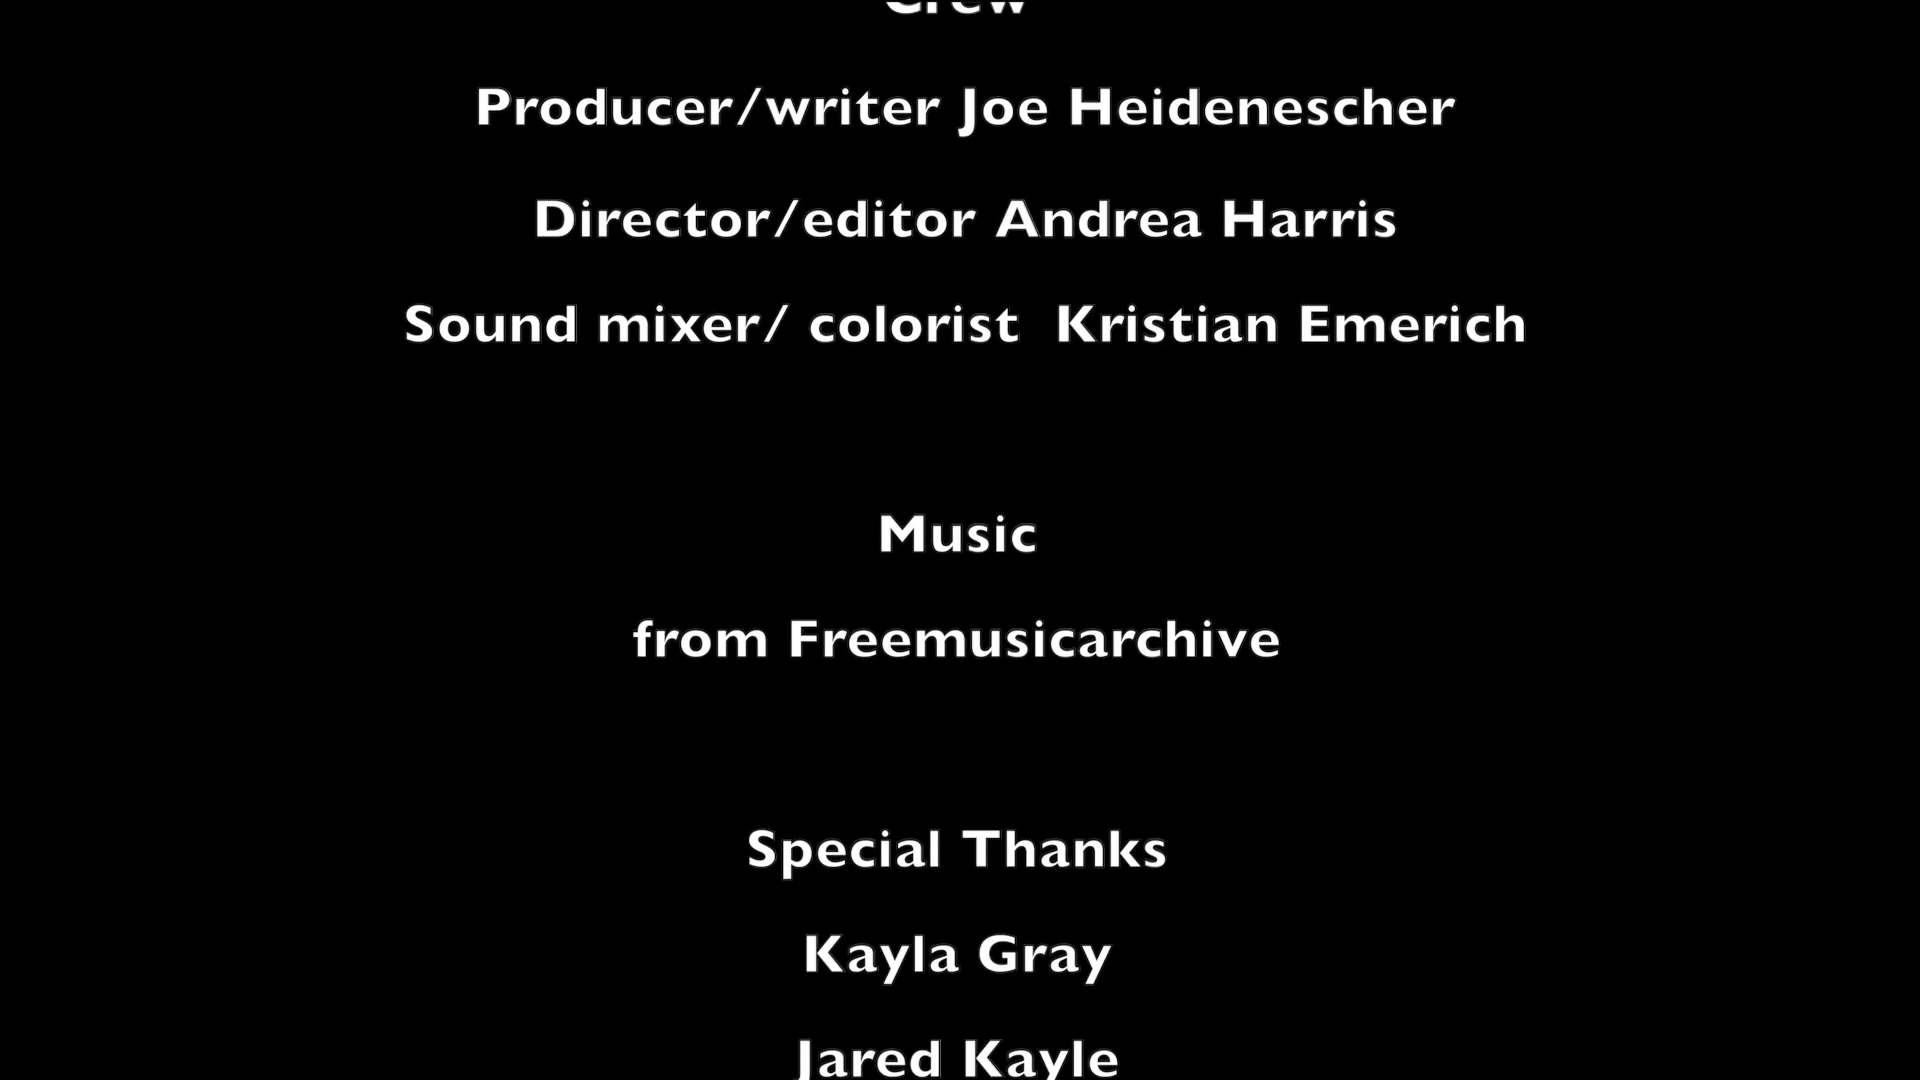 Crew
Producer/writer Joe Heidenescher
Director/editor Andrea Harris
Sound mixer/ colorist  Kristian Emerich
Music
from Freemusicarchive
Special Thanks
Kayla Gray
Jared Kayle